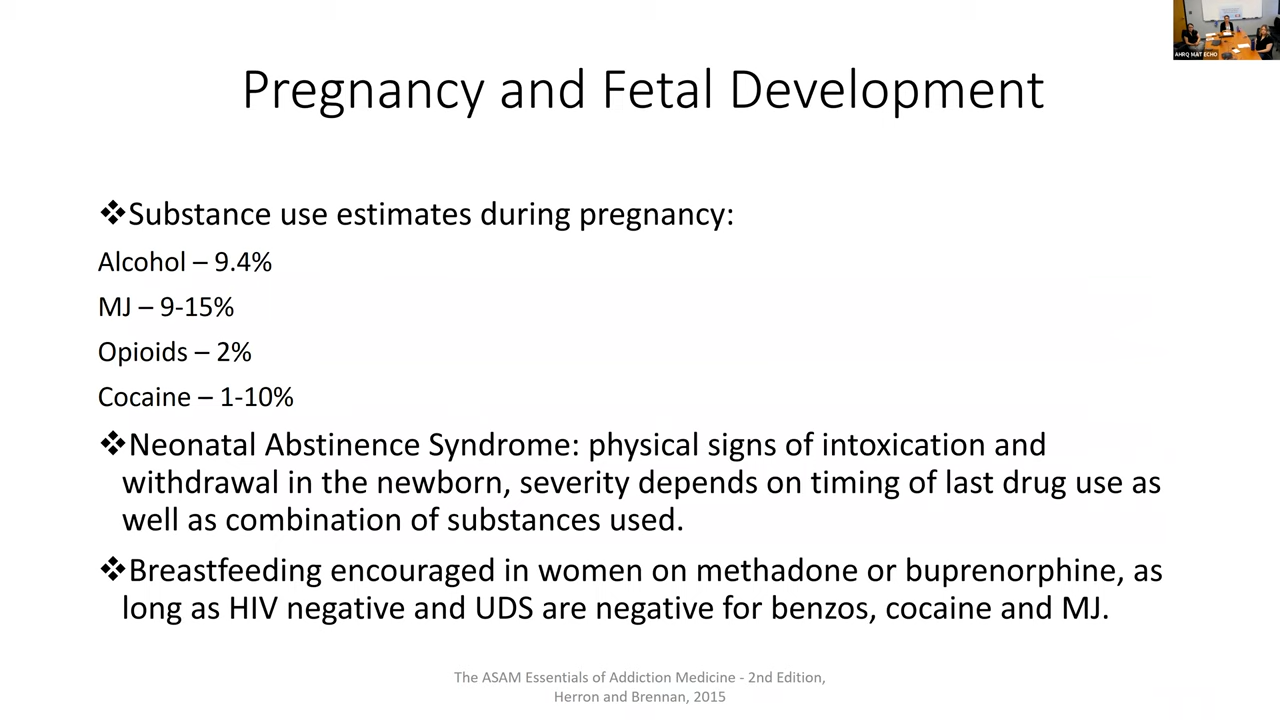 AHRQ MAT ECHO
Pregnancy and Fetal Development
❖Substance use estimates during pregnancy:
Alcohol – 9.4%
MJ – 9-15%
Opioids – 2%
Cocaine – 1-10%
❖Neonatal Abstinence Syndrome: physical signs of intoxication and
withdrawal in the newborn, severity depends on timing of last drug use as
well as combination of substances used.
❖Breastfeeding encouraged in women on methadone or buprenorphine, as
long as HIV negative and UDS are negative for benzos, cocaine and MJ.
The ASAM Essentials of Addiction Medicine - 2nd Edition,
Herron and Brennan, 2015